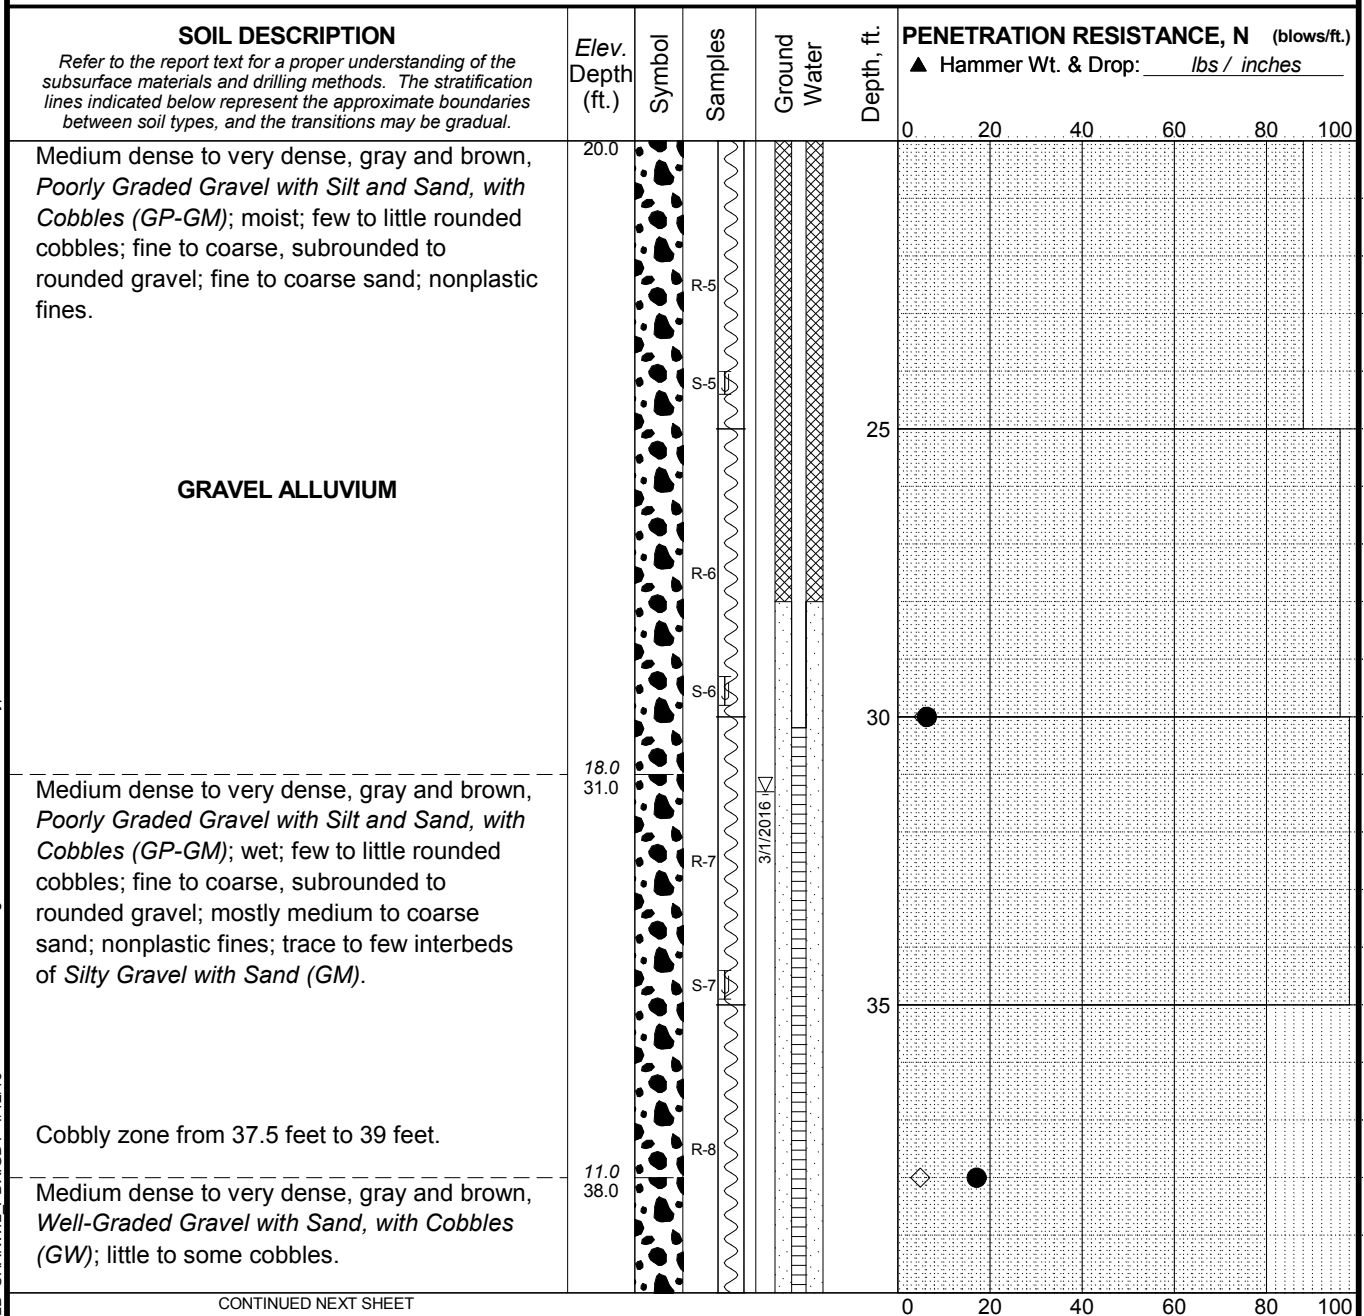 SOIL DESCRIPTION
Refer to the report text for a proper understanding of the
subsurface materials and drilling methods. The stratification
lines indicated below represent the approximate boundaries
between soil types, and the transitions may be gradual.
Elev.
Depth
(ft.)
Symbol
Samples
Ground
Water
Depth, ft.
PENETRATION RESISTANCE, N (blows/ft.)
▲ Hammer Wt. & Drop: lbs / inches
0 20 40 60 80 100
Medium dense to very dense, gray and brown,
Poorly Graded Gravel with Silt and Sand, with
Cobbles (GP-GM); moist; few to little rounded
cobbles; fine to coarse, subrounded to
rounded gravel; fine to coarse sand; nonplastic
fines.
20.0
R-5
S-5
25
GRAVEL ALLUVIUM
R-6
S-6
30
18.0
31.0
Medium dense to very dense, gray and brown,
Poorly Graded Gravel with Silt and Sand, with
Cobbles (GP-GM); wet; few to little rounded
cobbles; fine to coarse, subrounded to
rounded gravel; mostly medium to coarse
sand; nonplastic fines; trace to few interbeds
of Silty Gravel with Sand (GM).
3/1/2016
R-7
S-7
35
Cobbly zone from 37.5 feet to 39 feet.
R-8
11.0
38.0
Medium dense to very dense, gray and brown,
Well-Graded Gravel with Sand, with Cobbles
(GW); little to some cobbles.
CONTINUED NEXT SHEET
0 20 40 60 80 100